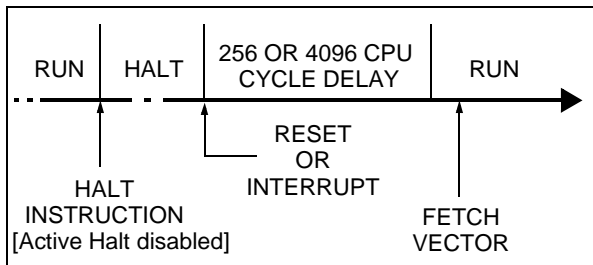 RUN HALT 256 OR 4096 CPU RUN
CYCLE DELAY
RESET
OR
INTERRUPT
HALT
INSTRUCTION
[Active Halt disabled]
FETCH
VECTOR